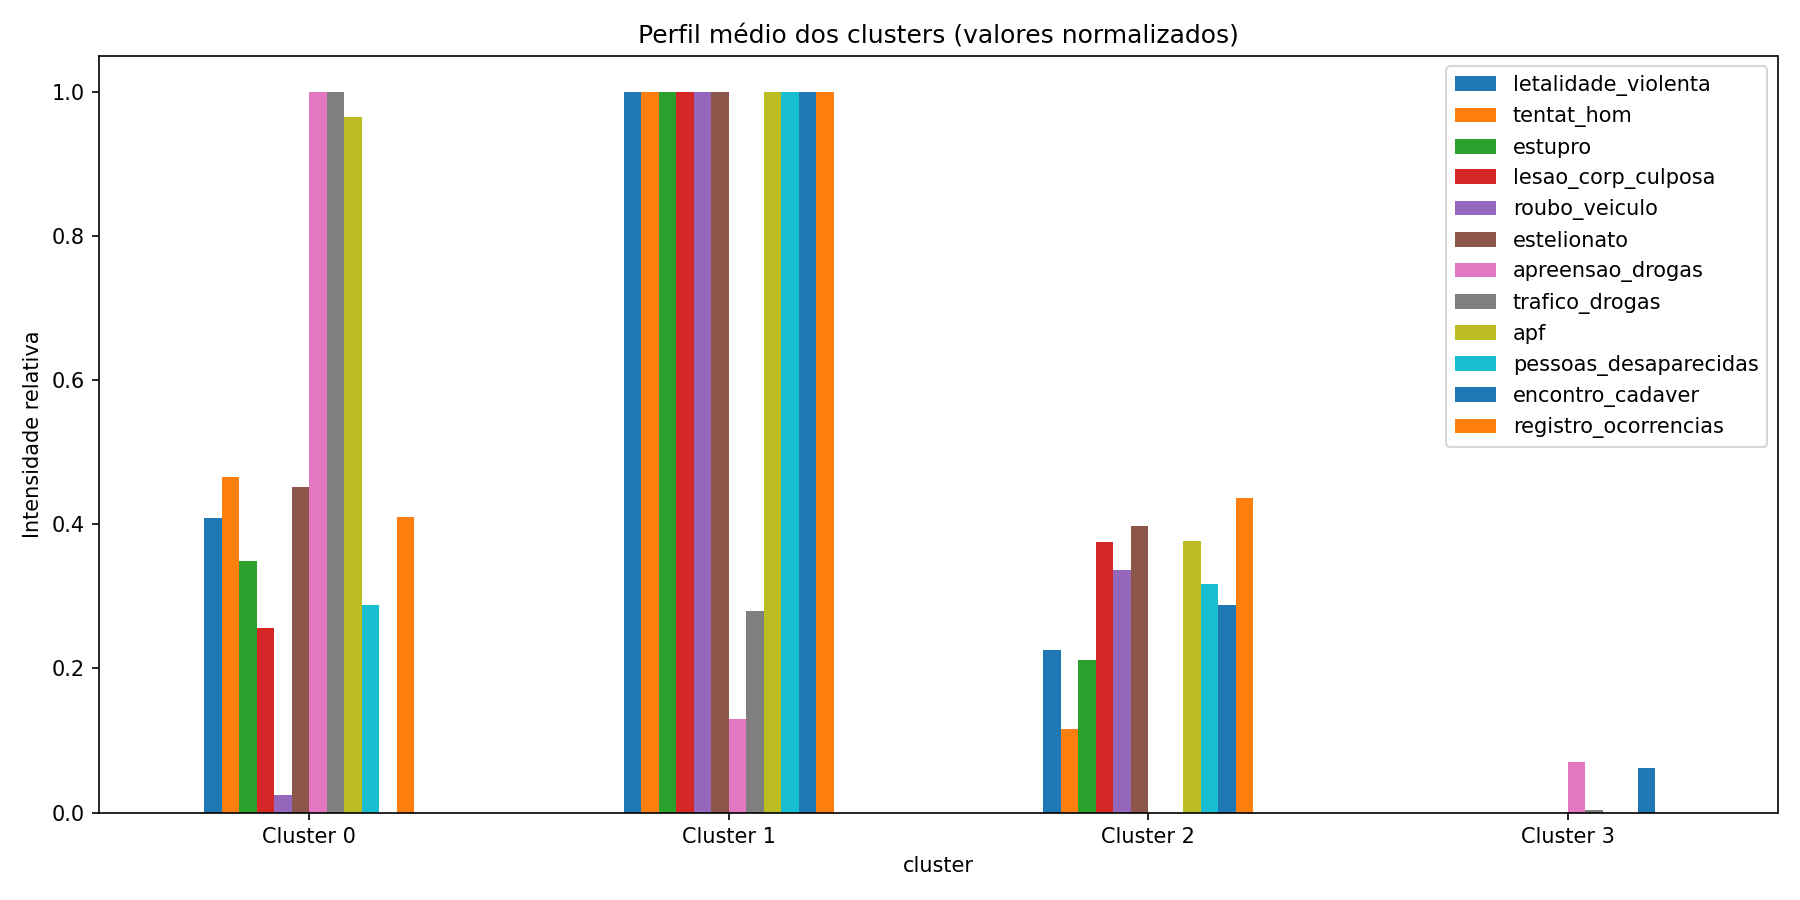 Perfil médio dos clusters (valores normalizados)
1.0
0.8
0.6
0.4
0.2
0.0
Intensidade relativa
letalidade_violenta
tentat_hom
estupro
lesao_corp_culposa
roubo_veiculo
estelionato
apreensao_drogas
trafico_drogas
apf
pessoas_desaparecidas
encontro_cadaver
registro_ocorrencias
Cluster 0
Cluster 1
Cluster 2
Cluster 3
cluster